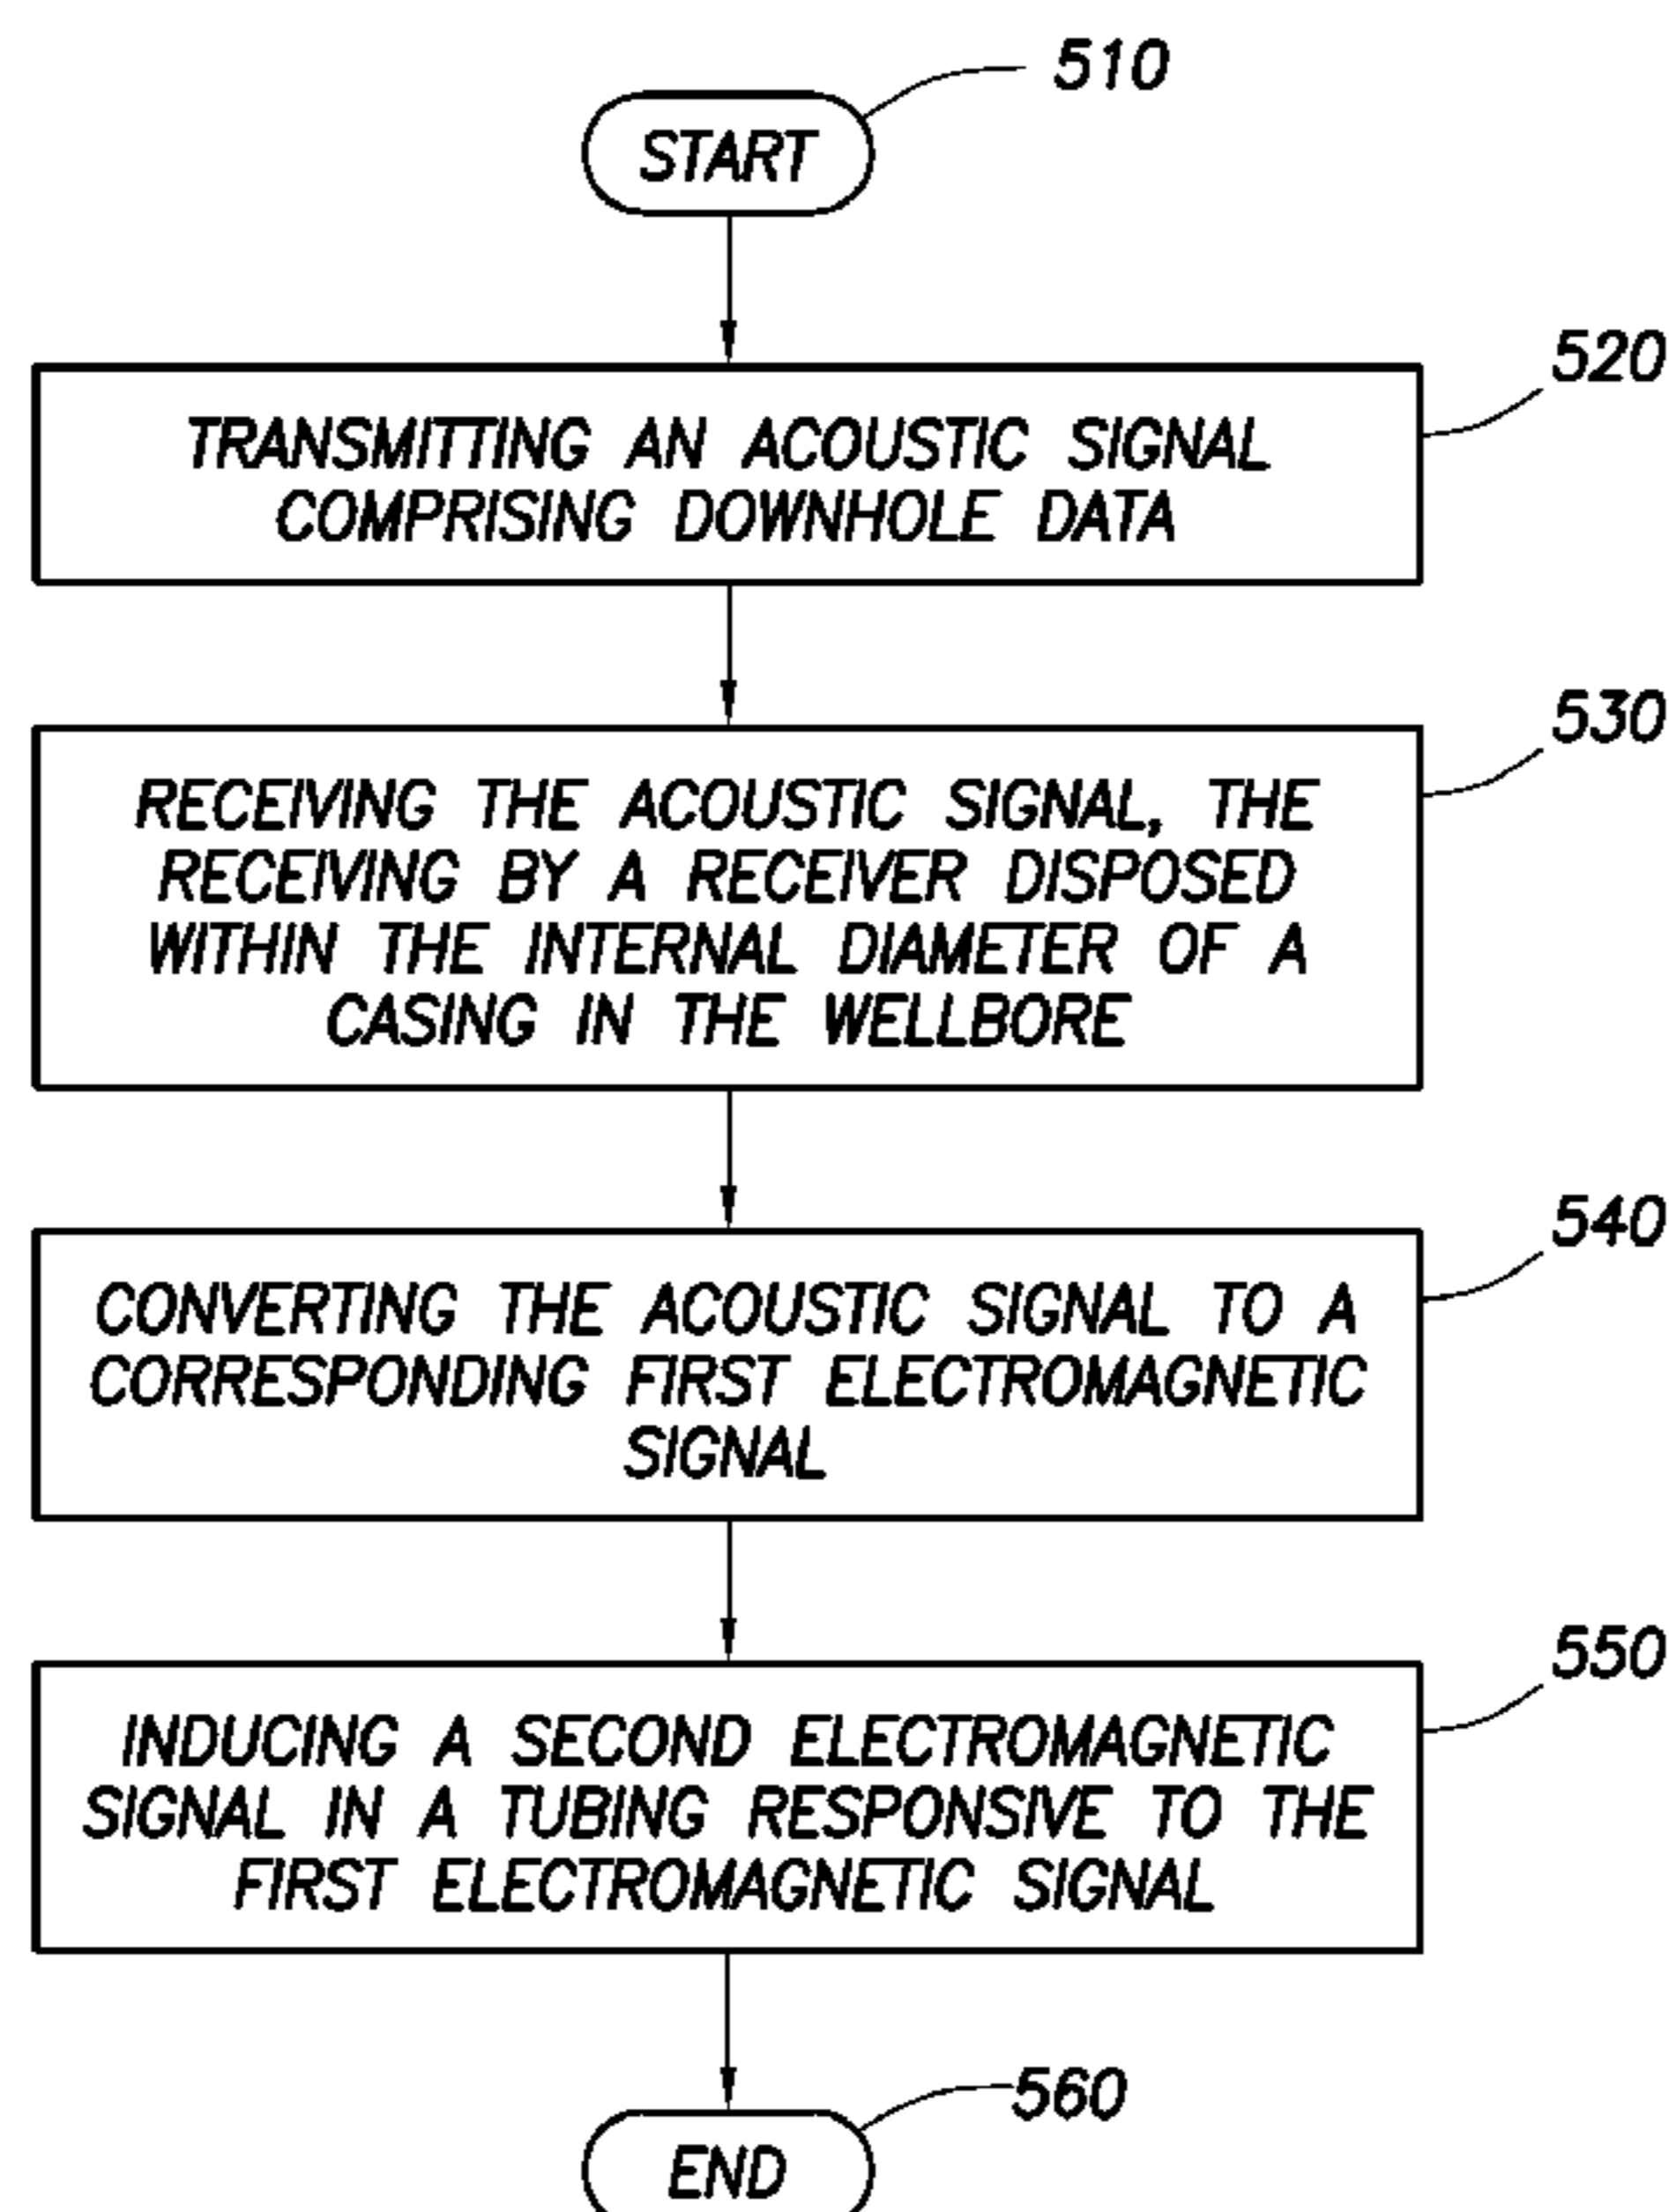 510
START
520
TRANSMITTING AN ACOUSTIC SIGNAL
COMPRISING DOWNHOLE DATA
530
RECEIVING THE ACOUSTIC SIGNAL, THE
RECEIVING BY A RECEIVER DISPOSED
WITHIN THE INTERNAL DIAMETER OF A
CASING IN THE WELLBORE
540
CONVERTING THE ACOUSTIC SIGNAL TO A
CORRESPONDING FIRST ELECTROMAGNETIC
SIGNAL
550
INDUCING A SECOND ELECTROMAGNETIC
SIGNAL IN A TUBING RESPONSIVE TO THE
FIRST ELECTROMAGNETIC SIGNAL
560
END